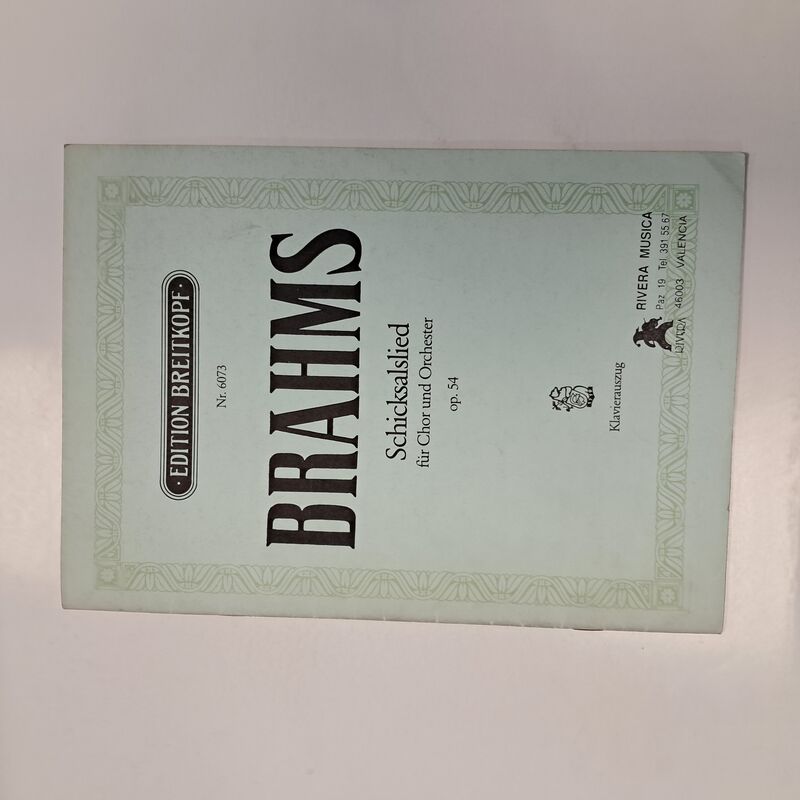 · EDITION BREITKOPF ·
Nr. 6073
BRAHMS
Schicksalslied
für Chor und Orchester
op. 54
Klavierauszug
RIVERA MUSICA
Paz 19 Tel. 391 55 67
46003 VALENCIA
RIVERA